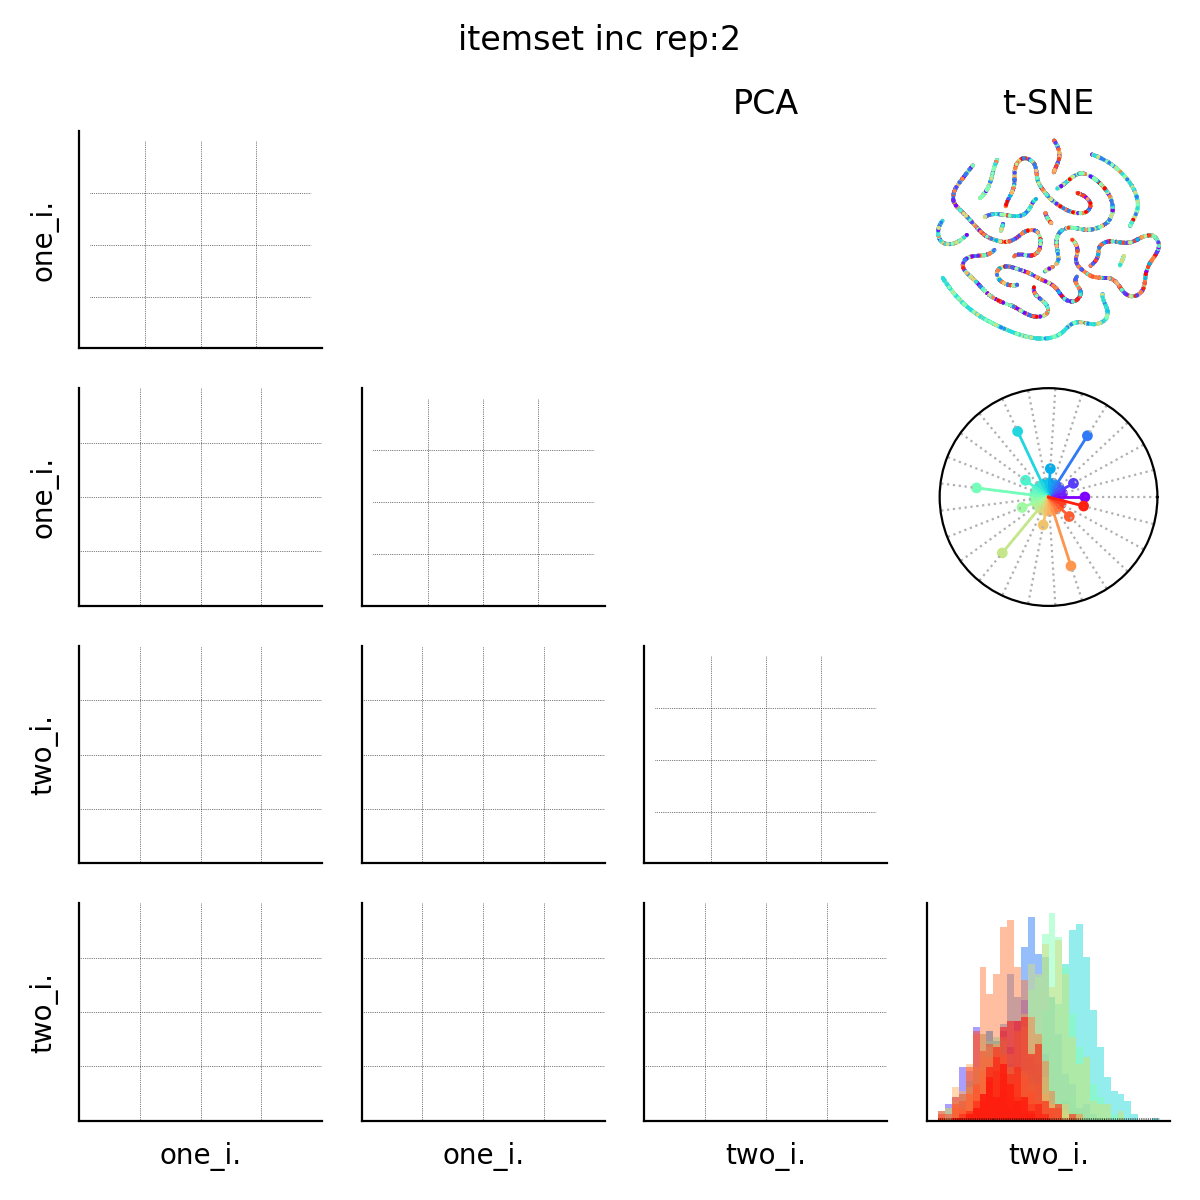 itemset inc rep:2
PCA
t-SNE
one_i.
one_i.
two_i.
two_i.
one_i.
one_i.
two_i.
two_i.